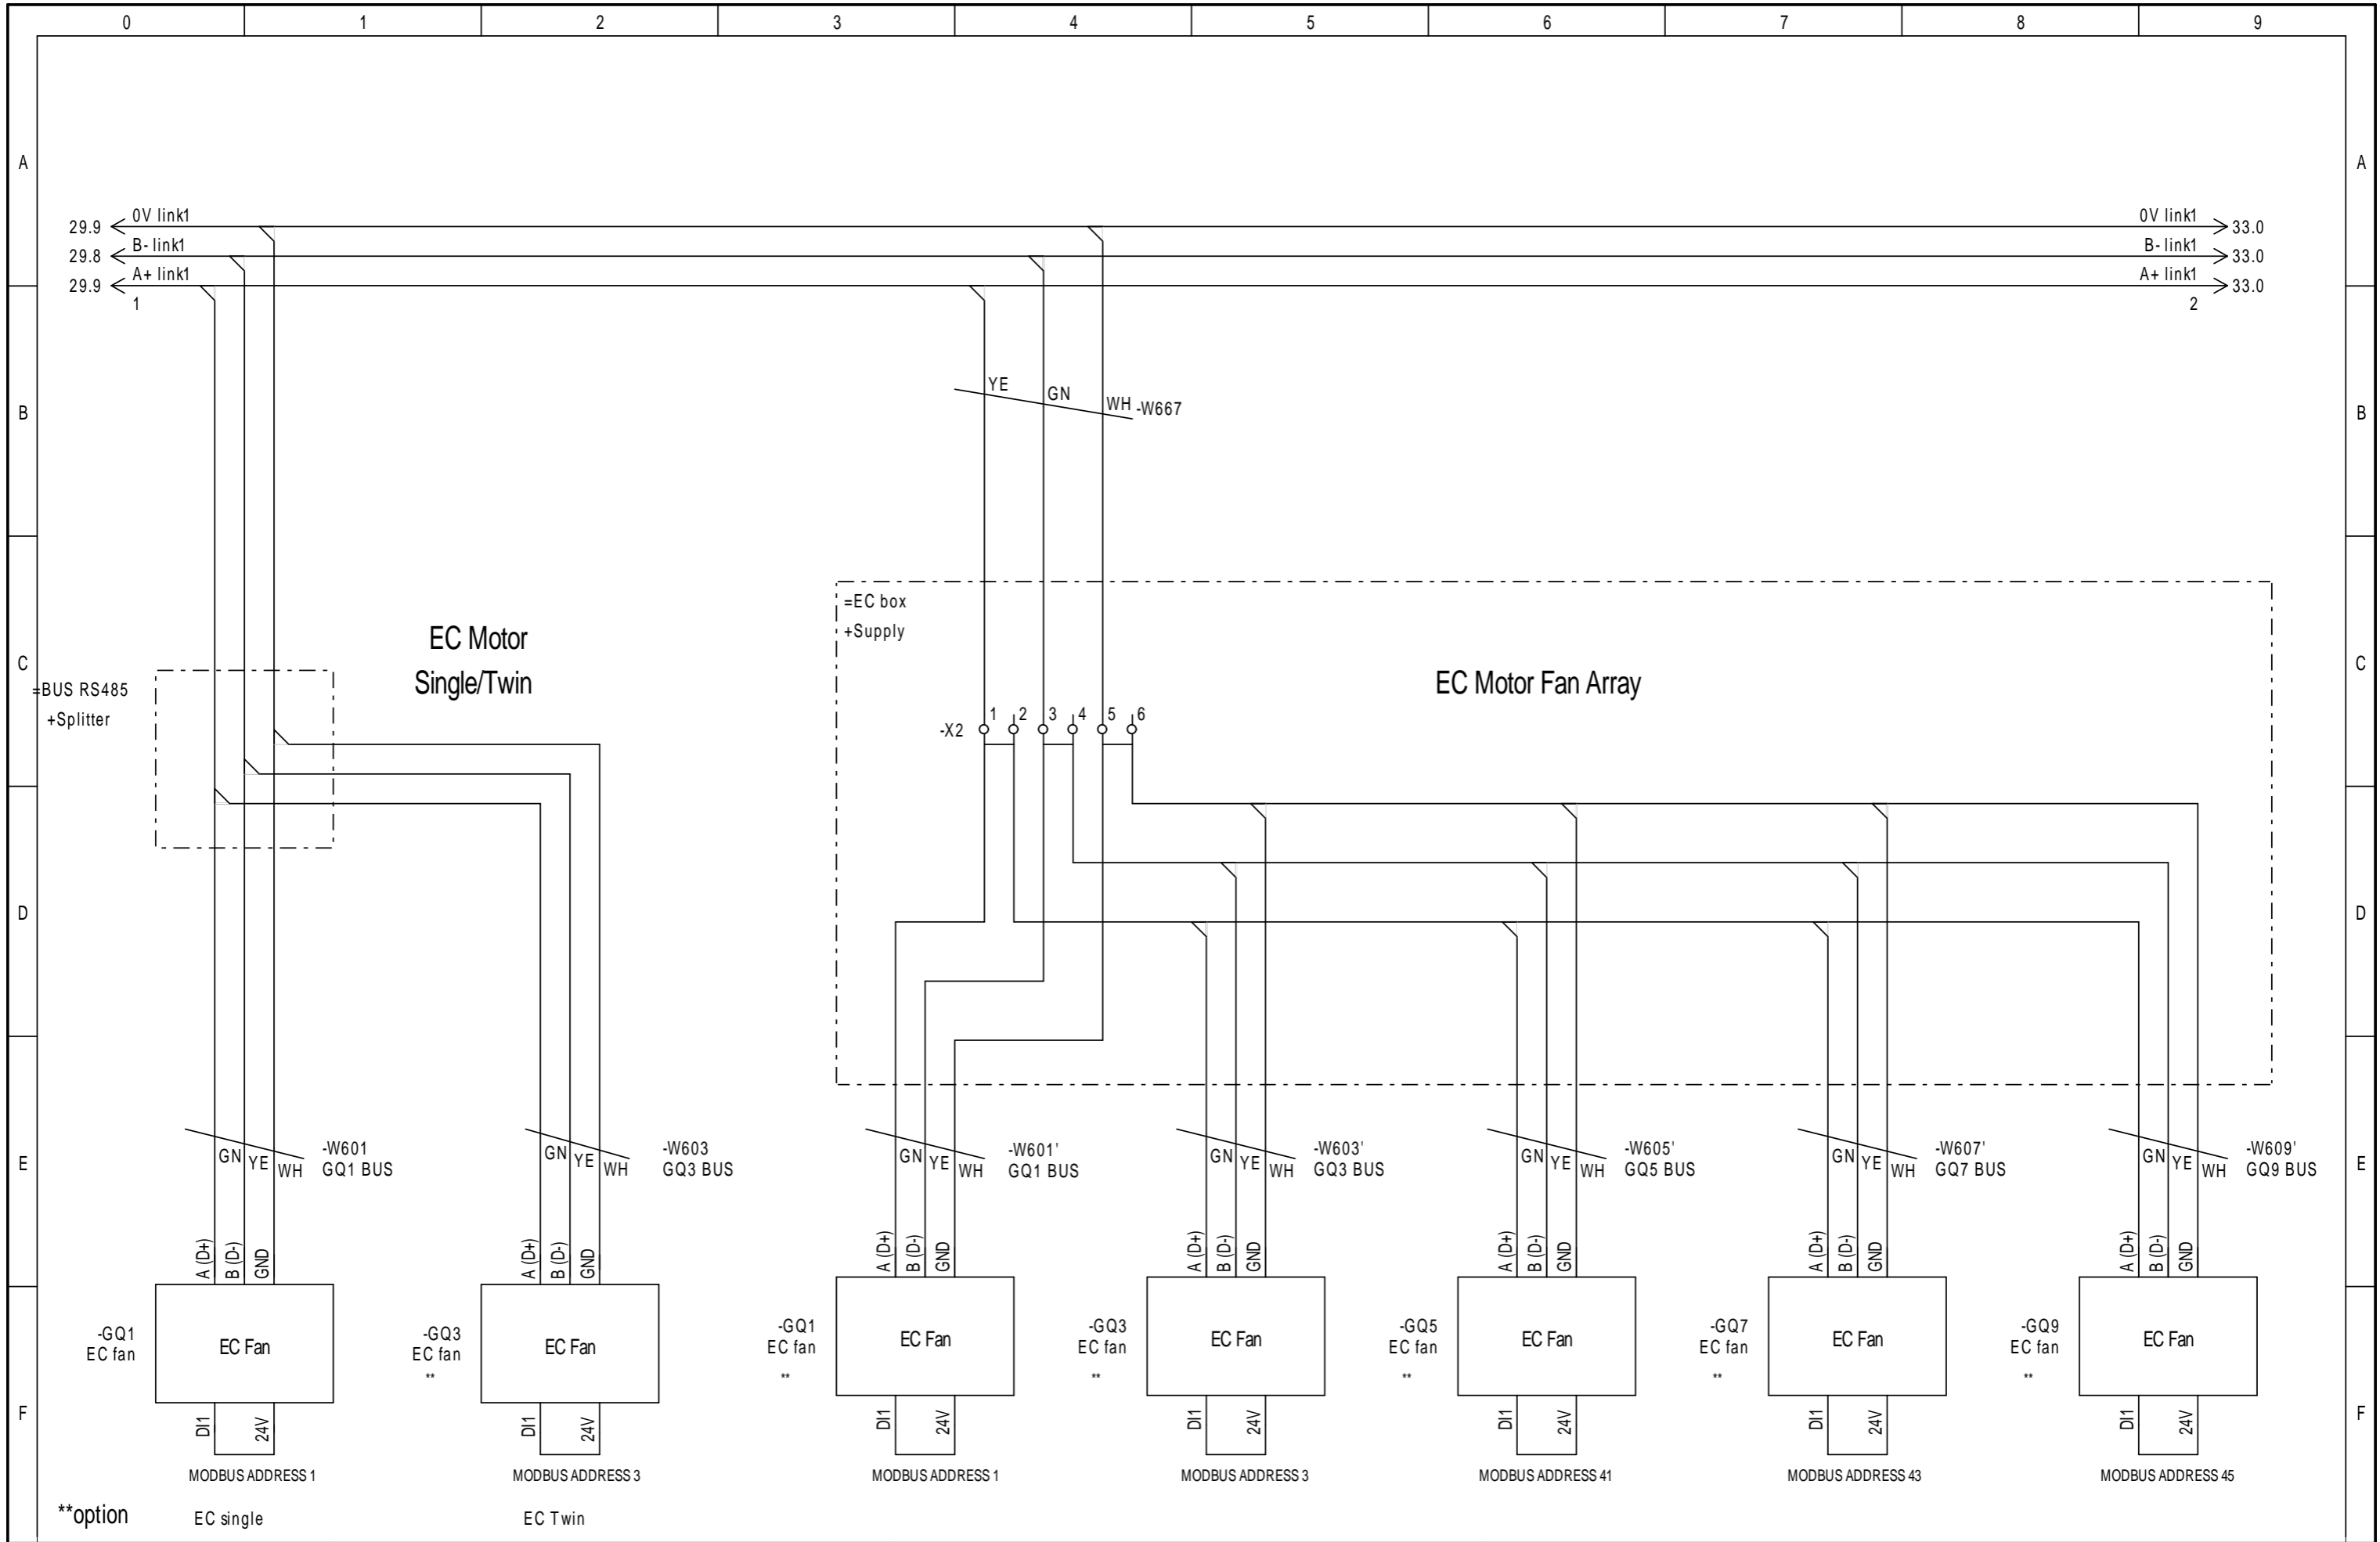 0 1 2 3 4 5 6 7 8 9
A A
29.9 0V link1 0V link1 33.0
29.8 B- link1 B- link1 33.0
29.9 A+ link1 A+ link1 33.0
1 2
B YE GN WH -W667 B
=EC box
+Supply
EC Motor
Single/Twin
EC Motor Fan Array
C C
=BUS RS485
+Splitter
-X2 1 2 3 4 5 6
D D
E E
GN YE WH -W601
GQ1 BUS
GN YE WH -W603
GQ3 BUS
GN YE WH -W601'
GQ1 BUS
GN YE WH -W603'
GQ3 BUS
GN YE WH -W605'
GQ5 BUS
GN YE WH -W607'
GQ7 BUS
GN YE WH -W609'
GQ9 BUS
A (D+) B (D-) GND
A (D+) B (D-) GND
A (D+) B (D-) GND
A (D+) B (D-) GND
A (D+) B (D-) GND
A (D+) B (D-) GND
A (D+) B (D-) GND
-GQ1
EC fan
EC Fan
-GQ3
EC fan
**
EC Fan
-GQ1
EC fan
**
EC Fan
-GQ3
EC fan
**
EC Fan
-GQ5
EC fan
**
EC Fan
-GQ7
EC fan
**
EC Fan
-GQ9
EC fan
**
EC Fan
F F
DI1 24V
DI1 24V
DI1 24V
DI1 24V
DI1 24V
DI1 24V
DI1 24V
MODBUS ADDRESS 1
MODBUS ADDRESS 3
MODBUS ADDRESS 1
MODBUS ADDRESS 3
MODBUS ADDRESS 41
MODBUS ADDRESS 43
MODBUS ADDRESS 45
**option
EC single
EC Twin